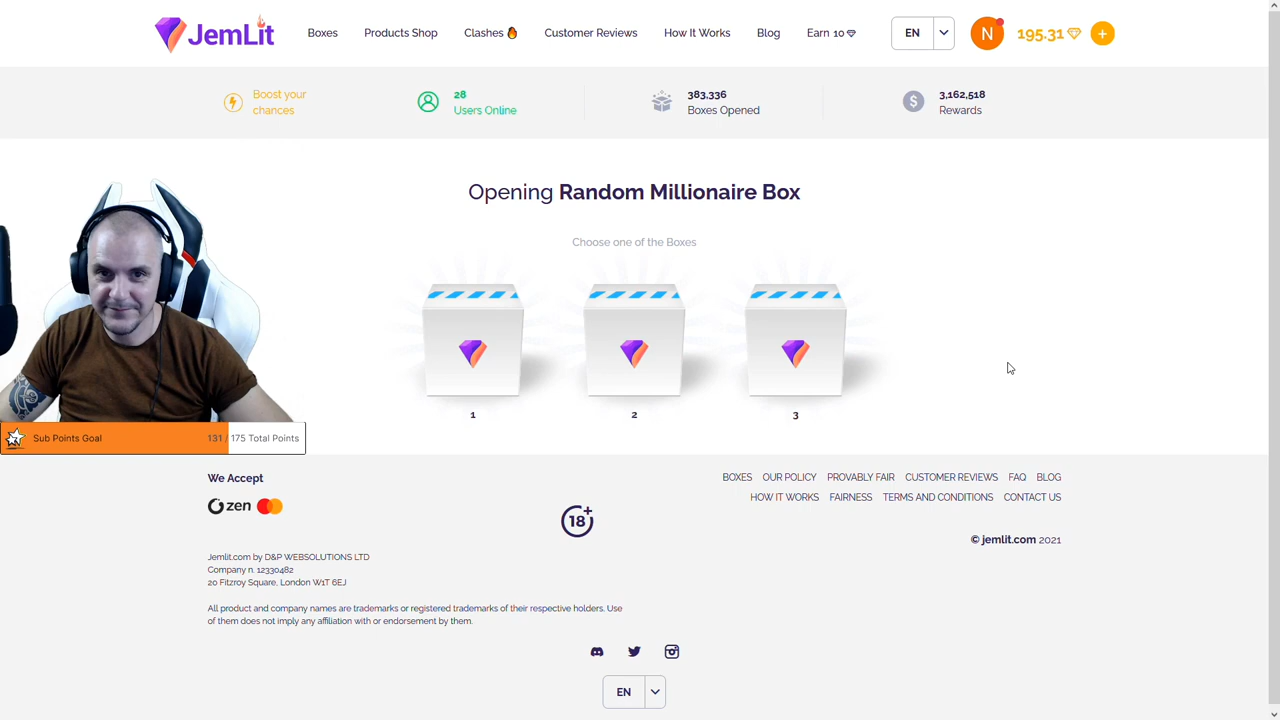 JemLit
Boxes
Products Shop
Clashes
Customer Reviews
How It Works
Blog
Earn 10
EN
N
195.31
Boost your
chances
28
Users Online
383,336
Boxes Opened
$
3,162,518
Rewards
Opening Random Millionaire Box
Choose one of the Boxes
1
2
3
Sub Points Goal
131 / 175 Total Points
We Accept
zen
18+
BOXES OUR POLICY PROVABLY FAIR CUSTOMER REVIEWS FAQ BLOG
HOW IT WORKS FAIRNESS TERMS AND CONDITIONS CONTACT US
© jemlit.com 2021
Jemlit.com by D&P WEBSOLUTIONS LTD
Company n. 12330482
20 Fitzroy Square, London W1T 6EJ
All product and company names are trademarks or registered trademarks of their respective holders. Use
of them does not imply any affiliation with or endorsement by them.
EN